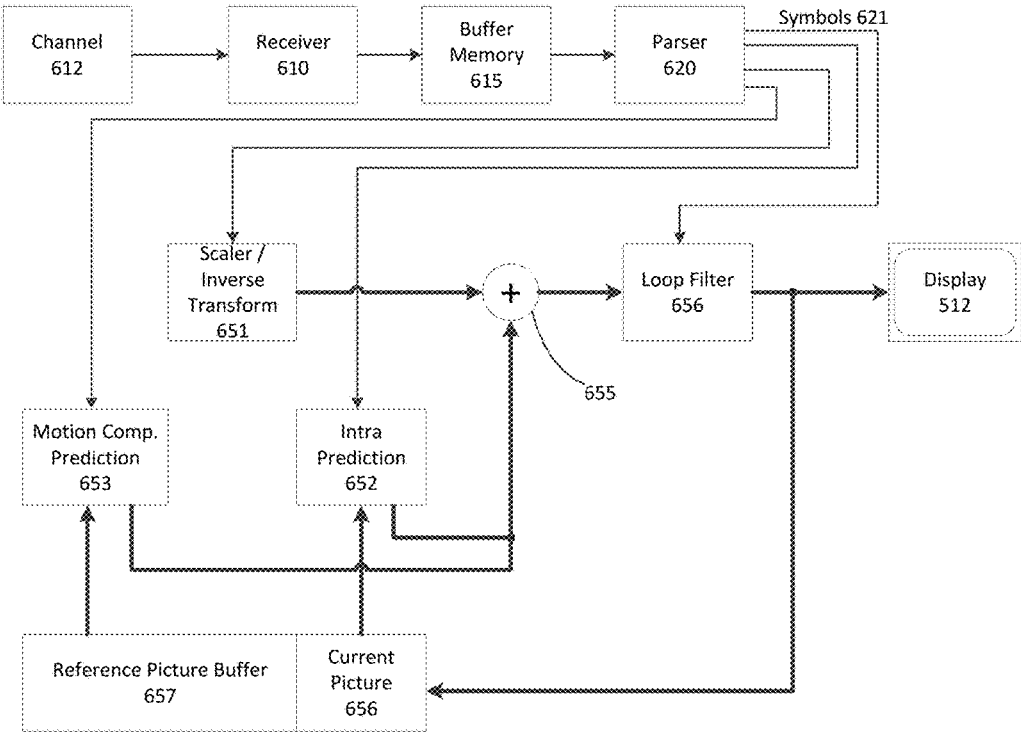 Channel
612
Receiver
610
Buffer
Memory
615
Parser
620
Symbols 621
Scaler /
Inverse
Transform
651
+
655
Loop Filter
656
Display
512
Motion Comp.
Prediction
653
Intra
Prediction
652
Reference Picture Buffer
657
Current
Picture
656